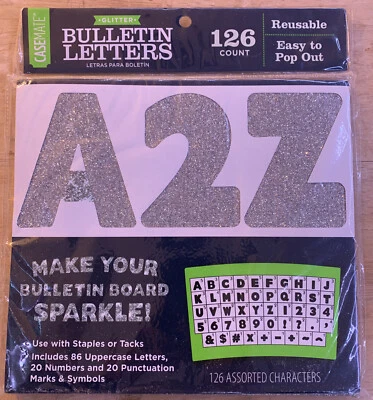 CASEMATE
GLITTER
BULLETIN
LETTERS
LETRAS PARA BOLETÍN
126
COUNT
Reusable
Easy to
Pop Out
A2Z
MAKE YOUR
BULLETIN BOARD
SPARKLE!
• Use with Staples or Tacks
• Includes 86 Uppercase Letters,
20 Numbers and 20 Punctuation
Marks & Symbols
ABCDEFGHIJ
KLMNOPQRST
UVWXYZ1234
567890!?.,
&$#X+-÷~
126 ASSORTED CHARACTERS